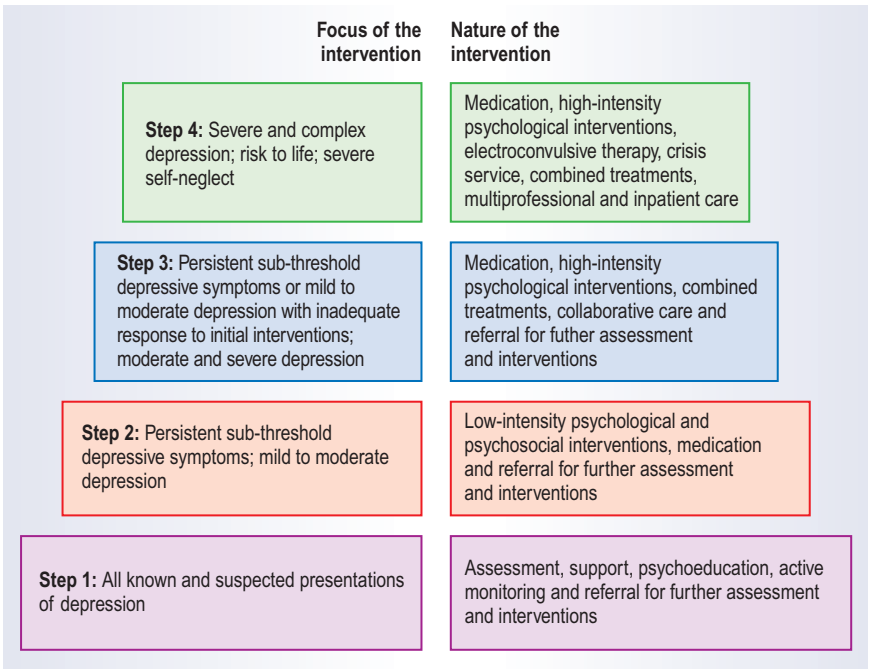 Focus of the
intervention
Nature of the
intervention
Step 4: Severe and complex
depression; risk to life; severe
self-neglect
Medication, high-intensity
psychological interventions,
electroconvulsive therapy, crisis
service, combined treatments,
multiprofessional and inpatient care
Step 3: Persistent sub-threshold
depressive symptoms or mild to
moderate depression with inadequate
response to initial interventions;
moderate and severe depression
Medication, high-intensity
psychological interventions, combined
treatments, collaborative care and
referral for futher assessment
and interventions
Step 2: Persistent sub-threshold
depressive symptoms; mild to moderate
depression
Low-intensity psychological and
psychosocial interventions, medication
and referral for further assessment
and interventions
Step 1: All known and suspected presentations
of depression
Assessment, support, psychoeducation, active
monitoring and referral for further assessment
and interventions